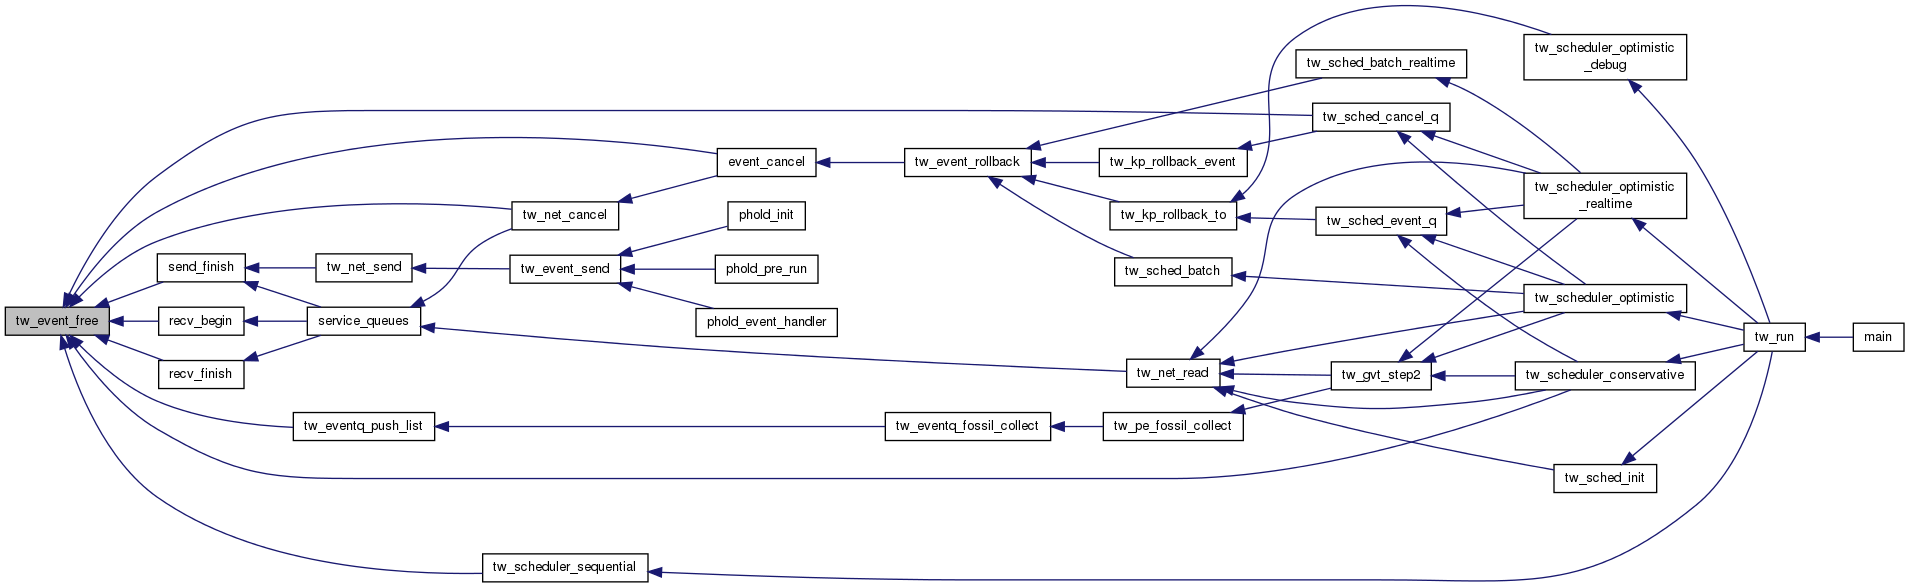 tw_scheduler_optimistic
_debug
tw_sched_batch_realtime
tw_sched_cancel_q
event_cancel
tw_event_rollback
tw_kp_rollback_event
tw_scheduler_optimistic
_realtime
tw_net_cancel
phold_init
tw_kp_rollback_to
tw_sched_event_q
send_finish
tw_net_send
tw_event_send
phold_pre_run
tw_sched_batch
tw_scheduler_optimistic
tw_event_free
recv_begin
service_queues
phold_event_handler
tw_run
main
recv_finish
tw_net_read
tw_gvt_step2
tw_scheduler_conservative
tw_eventq_push_list
tw_eventq_fossil_collect
tw_pe_fossil_collect
tw_sched_init
tw_scheduler_sequential